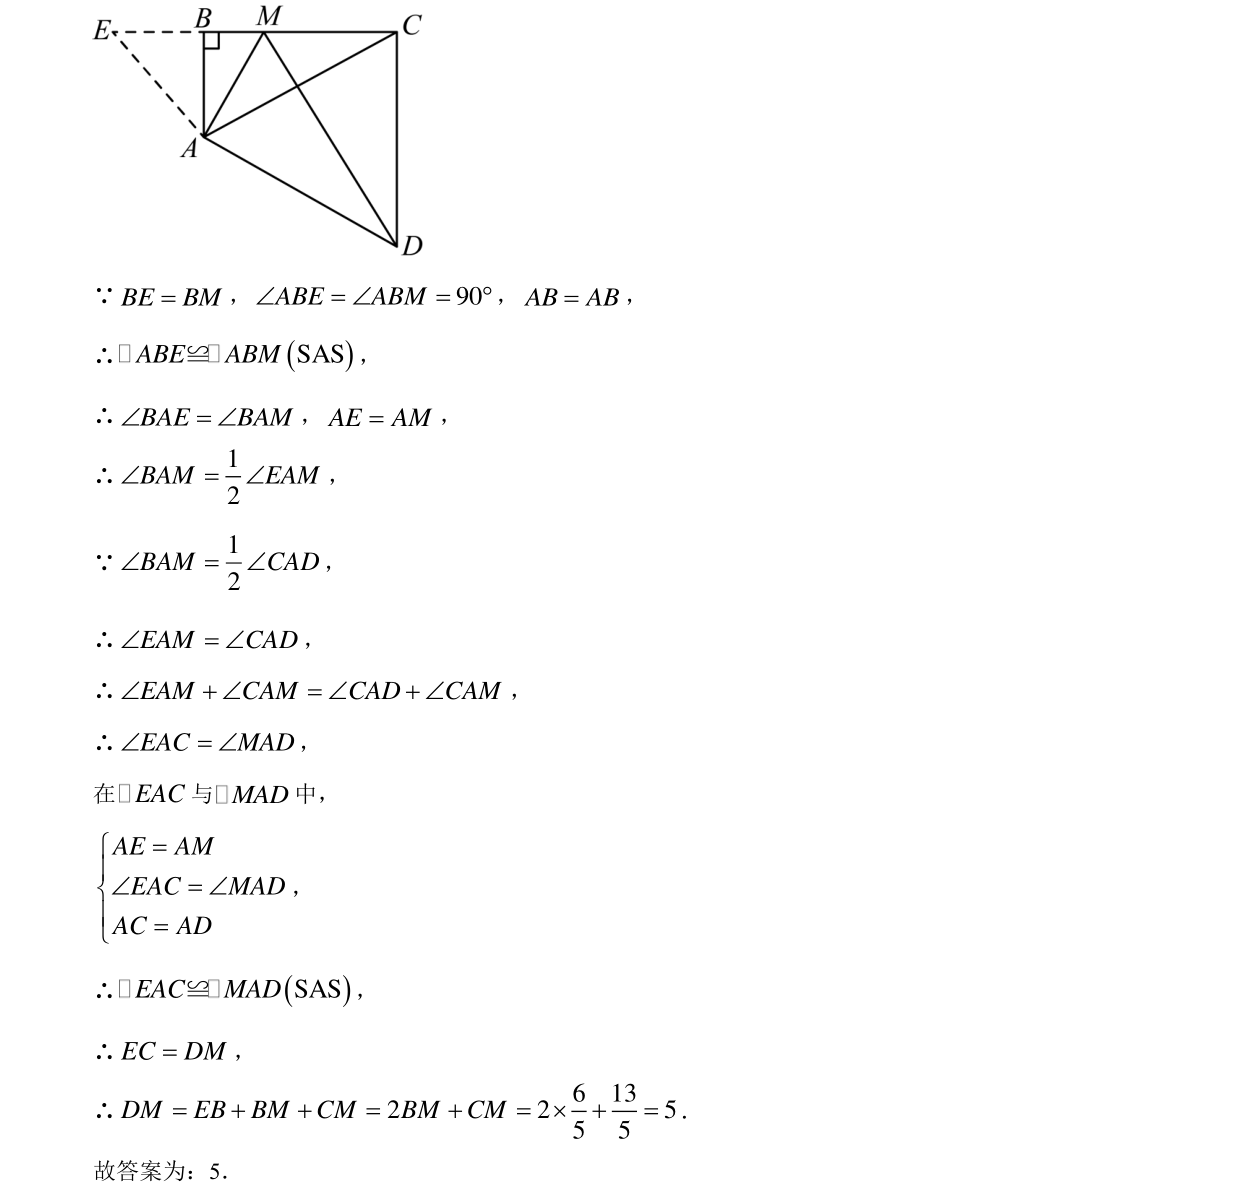 E B M C
A
D
∵ BE = BM， ∠ABE = ∠ABM = 90°， AB = AB，
∴ □ ABE≌□ ABM (SAS)，
∴ ∠BAE = ∠BAM， AE = AM，
∴ ∠BAM = 1/2 ∠EAM，
∵ ∠BAM = 1/2 ∠CAD，
∴ ∠EAM = ∠CAD，
∴ ∠EAM + ∠CAM = ∠CAD + ∠CAM，
∴ ∠EAC = ∠MAD，
在□ EAC 与□ MAD 中，
AE = AM
∠EAC = ∠MAD，
AC = AD
∴ □ EAC≌□ MAD(SAS)，
∴ EC = DM，
∴ DM = EB + BM + CM = 2BM + CM = 2 × 6/5 + 13/5 = 5．
故答案为：5．